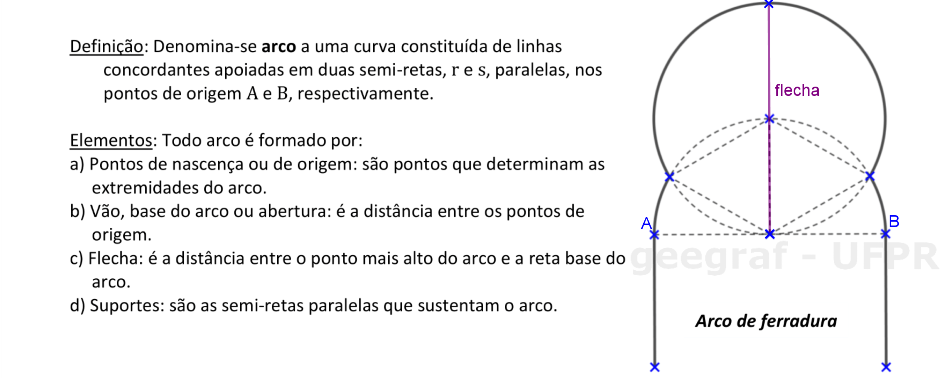 Definição: Denomina-se arco a uma curva constituída de linhas
concordantes apoiadas em duas semi-retas, r e s, paralelas, nos
pontos de origem A e B, respectivamente.
Elementos: Todo arco é formado por:
a) Pontos de nascença ou de origem: são pontos que determinam as
extremidades do arco.
b) Vão, base do arco ou abertura: é a distância entre os pontos de
origem.
c) Flecha: é a distância entre o ponto mais alto do arco e a reta base do
arco.
d) Suportes: são as semi-retas paralelas que sustentam o arco.
flecha
A
B
geegraf - UFPR
Arco de ferradura